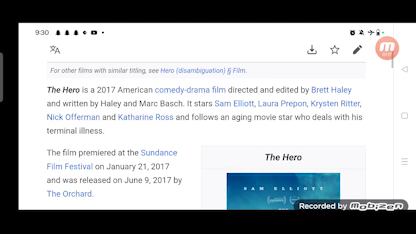 9:30
For other films with similar titling, see Hero (disambiguation) § Film.
The Hero is a 2017 American comedy-drama film directed and edited by Brett Haley
and written by Haley and Marc Basch. It stars Sam Elliott, Laura Prepon, Krysten Ritter,
Nick Offerman and Katharine Ross and follows an aging movie star who deals with his
terminal illness.
The film premiered at the Sundance
Film Festival on January 21, 2017
and was released on June 9, 2017 by
The Orchard.
The Hero
SAM ELLIOTT
Recorded by Mobizen